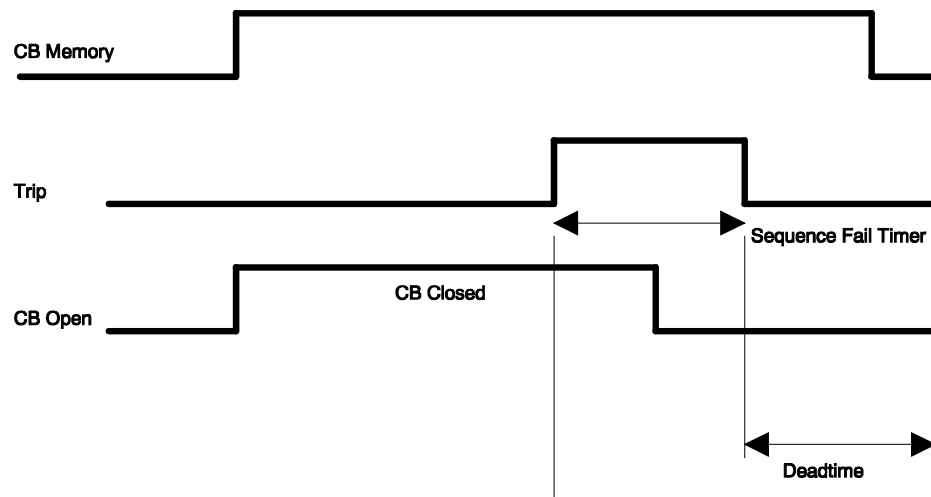 CB Memory
Trip
Sequence Fail Timer
CB Closed
CB Open
Deadtime